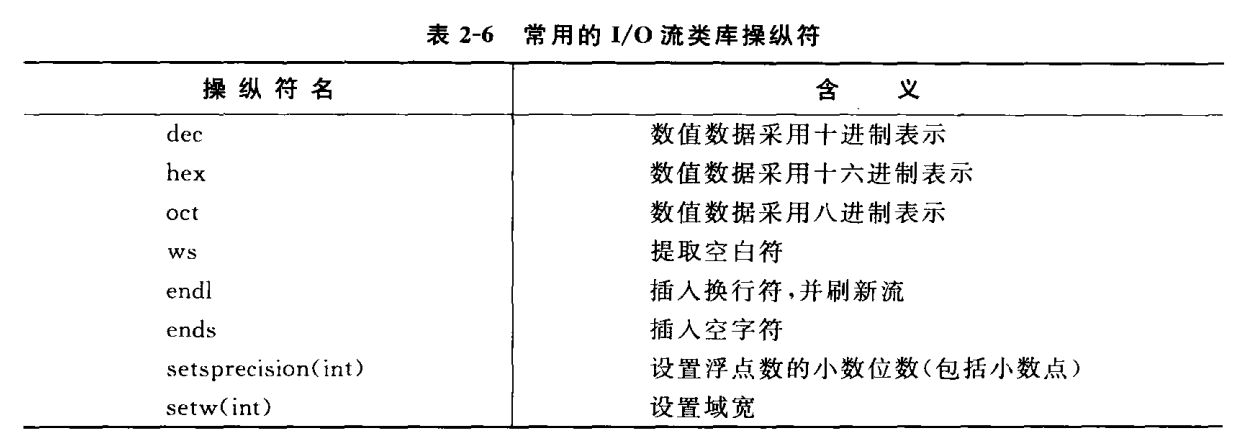 表 2-6 常用的 I/O 流类库操纵符
操纵符名 含义
dec 数值数据采用十进制表示
hex 数值数据采用十六进制表示
oct 数值数据采用八进制表示
ws 提取空白符
endl 插入换行符,并刷新流
ends 插入空字符
setsprecision(int) 设置浮点数的小数位数(包括小数点)
setw(int) 设置域宽